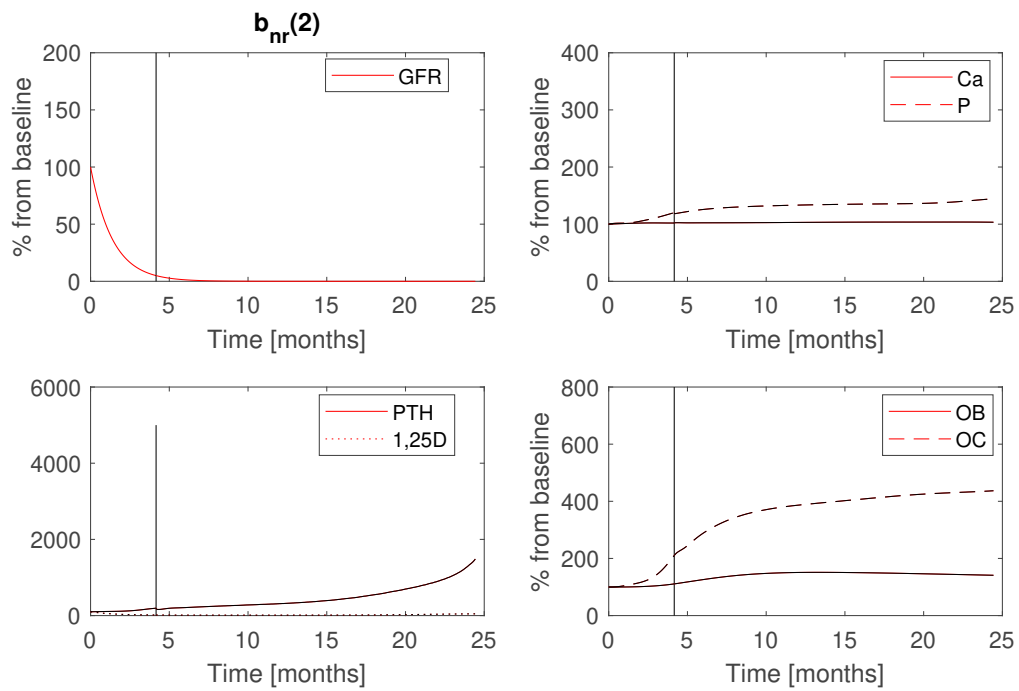 b_nr(2)
200
150
100
50
0
% from baseline
GFR
0 5 10 15 20 25
Time [months]
400
300
200
100
0
% from baseline
Ca
P
0 5 10 15 20 25
Time [months]
6000
4000
2000
0
PTH
1,25D
0 5 10 15 20 25
Time [months]
800
600
400
200
0
% from baseline
OB
OC
0 5 10 15 20 25
Time [months]